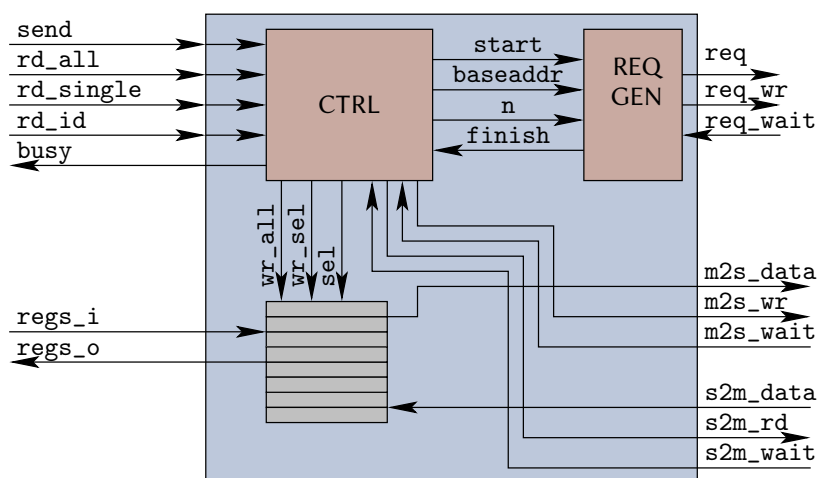 send
rd_all
rd_single
rd_id
busy
CTRL
start
baseaddr
n
finish
REQ
GEN
req
req_wr
req_wait
wr_all
wr_sel
sel
regs_i
regs_o
m2s_data
m2s_wr
m2s_wait
s2m_data
s2m_rd
s2m_wait